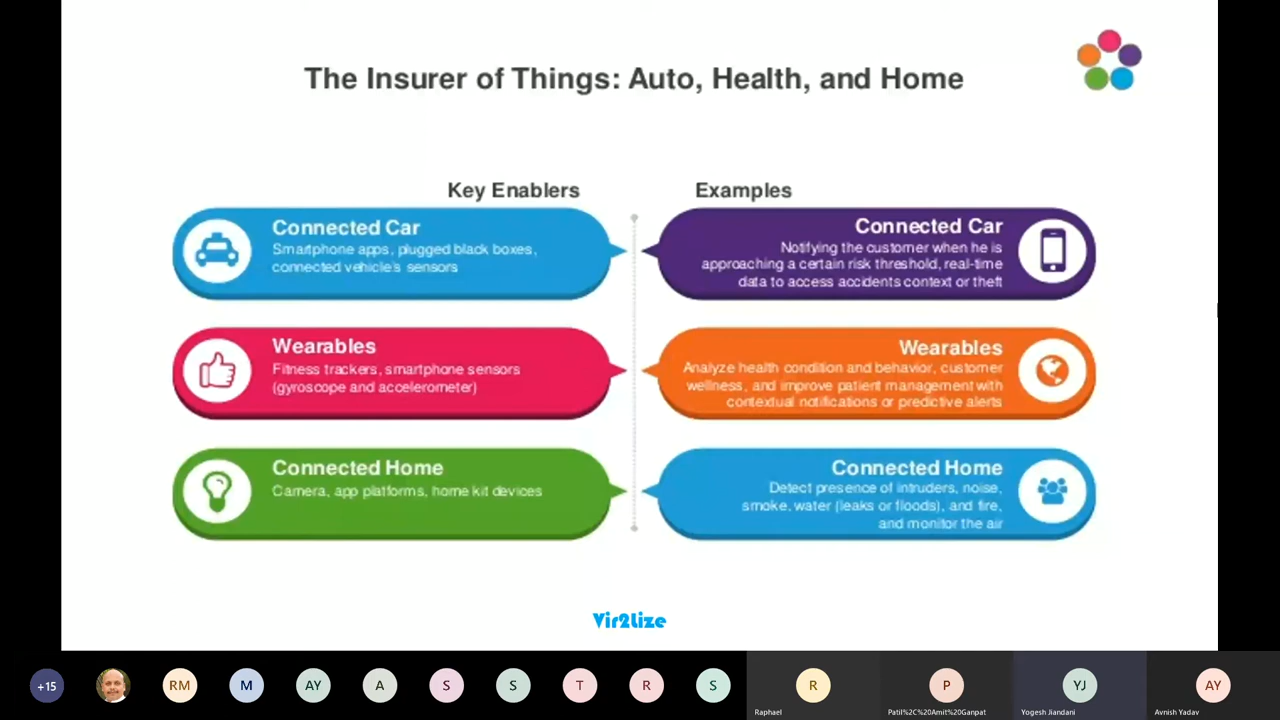 The Insurer of Things: Auto, Health, and Home
Key Enablers
Examples
Connected Car
Smartphone apps, plugged black boxes,
connected vehicle's sensors
Connected Car
Notifying the customer when he is
approaching a certain risk threshold, real-time
data to access accidents context or theft
Wearables
Fitness trackers, smartphone sensors
(gyroscope and accelerometer)
Wearables
Analyze health condition and behavior, customer
wellness, and improve patient management with
contextual notifications or predictive alerts
Connected Home
Camera, app platforms, home kit devices
Connected Home
Detect presence of intruders, noise,
smoke, water (leaks or floods), and fire,
and monitor the air
Vir2Lize
+15
RM
M
AY
A
S
S
T
R
S
R
Raphael
P
Patil%2C%20Amit%20Ganpat
YJ
Yogesh Jiandani
AY
Avnish Yadav